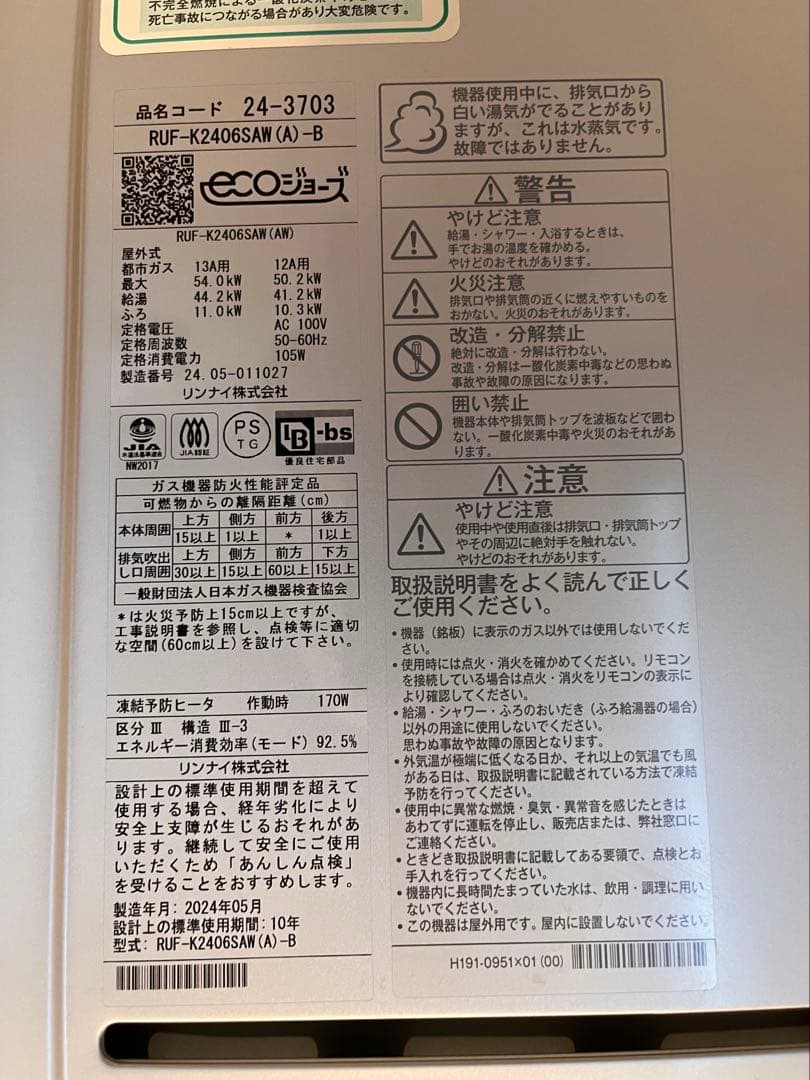 死亡事故につながる場合があり大変危険です。
品名コード 24-3703
RUF-K2406SAW(A)-B
ecoジョーズ
RUF-K2406SAW(AW)
屋外式
都市ガス 13A用 12A用
最大 54.0kW 50.2kW
給湯 44.2kW 41.2kW
ふろ 11.0kW 10.3kW
定格電圧 AC 100V
定格周波数 50-60Hz
定格消費電力 105W
製造番号 24.05-011027
リンナイ株式会社
JIA
水道法基準適合
NW2017
JIA認証
PS
TG
BL-bs
優良住宅部品
ガス機器防火性能評定品
可燃物からの離隔距離(cm)
本体周囲 上方 側方 前方 後方
15以上 1以上 * 1以上
排気吹出し口周囲 上方 側方 前方 下方
30以上 15以上 60以上 15以上
一般財団法人日本ガス機器検査協会
*は火災予防上15cm以上ですが、
工事説明書を参照し、点検等に適切
な空間(60cm以上)を設けて下さい。
凍結予防ヒータ 作動時 170W
区分 Ⅲ 構造 Ⅲ-3
エネルギー消費効率(モード) 92.5%
リンナイ株式会社
設計上の標準使用期間を超えて
使用する場合、経年劣化により
安全上支障が生じるおそれがあ
ります。継続して安全にご使用
いただくため「あんしん点検」
を受けることをおすすめします。
製造年月: 2024年05月
設計上の標準使用期間: 10年
型式: RUF-K2406SAW(A)-B
機器使用中に、排気口から
白い湯気がでることがあり
ますが、これは水蒸気です。
故障ではありません。
警告
やけど注意
給湯・シャワー・入浴するときは、
手でお湯の温度を確かめる。
やけどのおそれがあります。
火災注意
排気口や排気筒の近くに燃えやすいものを
おかない。火災のおそれがあります。
改造・分解禁止
絶対に改造・分解は行わない。
改造・分解は一酸化炭素中毒などの思わぬ
事故や故障の原因になります。
囲い禁止
機器本体や排気筒トップを波板などで囲わ
ない。一酸化炭素中毒や火災のおそれがあ
ります。
注意
やけど注意
使用中や使用直後は排気口・排気筒トップ
やその周辺に絶対手を触れない。
やけどのおそれがあります。
取扱説明書をよく読んで正しく
ご使用ください。
・機器（銘板）に表示のガス以外では使用しないでくだ
さい。
・使用時には点火・消火を確かめてください。リモコン
を接続している場合は点火・消火をリモコンの表示に
より確認してください。
・給湯・シャワー・ふろのおいだき（ふろ給湯器の場合）
以外の用途に使用しないでください。
思わぬ事故や故障の原因となります。
・外気温が極端に低くなる日か、それ以上の気温でも風
がある日は、取扱説明書に記載されている方法で凍結
予防を行ってください。
・使用中に異常な燃焼・臭気・異常音を感じたときは
あわてずに運転を停止し、販売店または、弊社窓口に
ご連絡ください。
・ときどき取扱説明書に記載してある要領で、点検とお
手入れを行ってください。
・機器内に長時間たまっていた水は、飲用・調理に用い
ないでください。
・この機器は屋外用です。屋内に設置しないでください。
H191-0951×01(00)